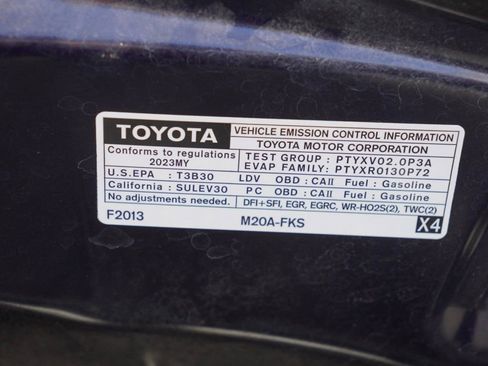 TOYOTA
VEHICLE EMISSION CONTROL INFORMATION
TOYOTA MOTOR CORPORATION
Conforms to regulations
2023MY
TEST GROUP : PTYXV02.0P3A
EVAP FAMILY: PTYXR0130P72
U.S.EPA : T3B30 LDV OBD : CAII Fuel : Gasoline
California : SULEV30 PC OBD : CAII Fuel : Gasoline
No adjustments needed. DFI+SFI, EGR, EGRC, WR-HO2S(2), TWC(2)
F2013 M20A-FKS X4